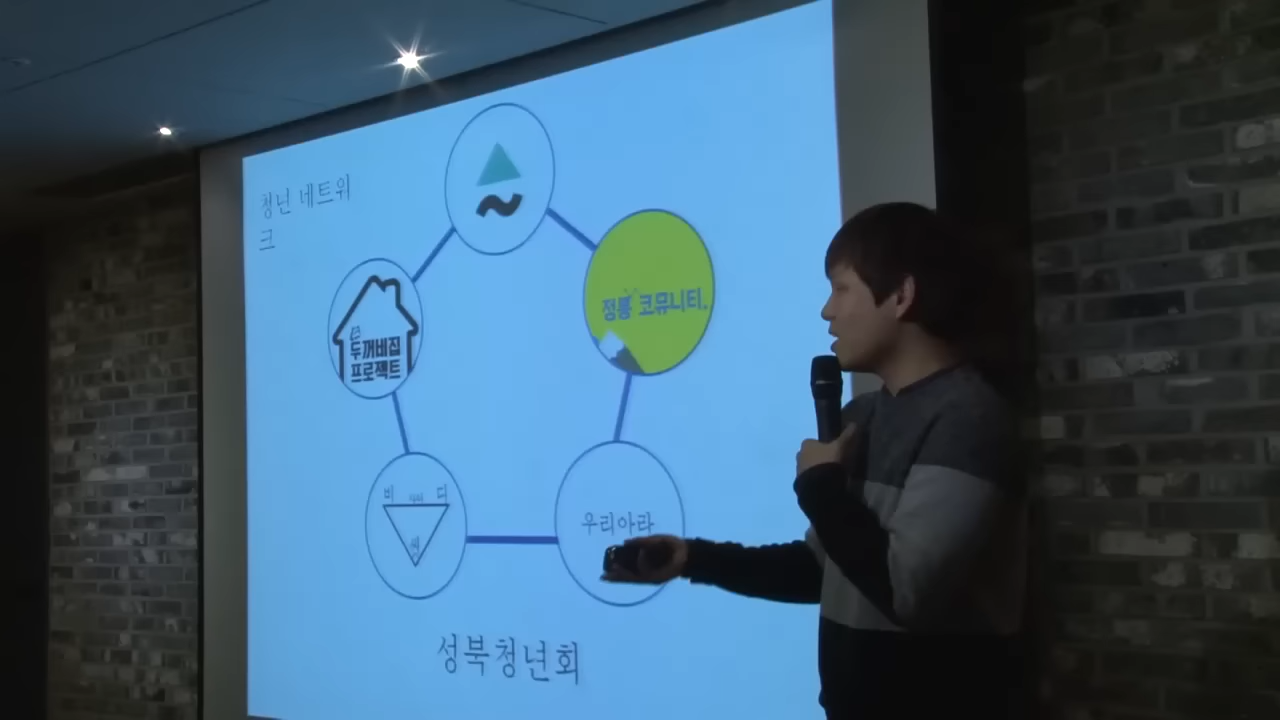 청년 네트워
크
정릉 코뮤니티.
두꺼비집
프로젝트
비
디
우리아라
성북청년회